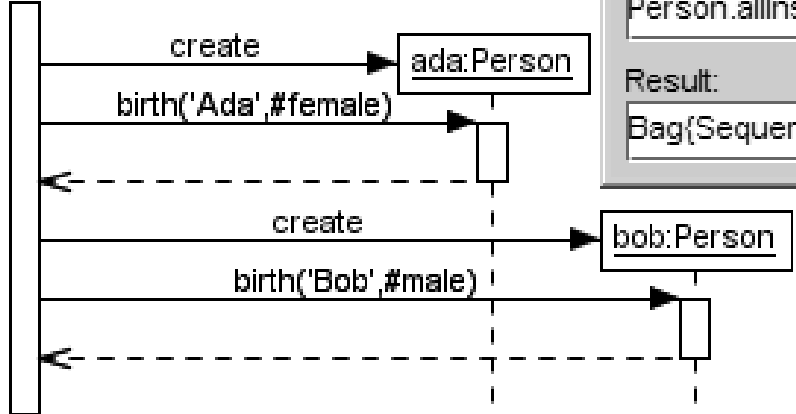 create
ada:Person
birth('Ada',#female)
create
bob:Person
birth('Bob',#male)
Result: